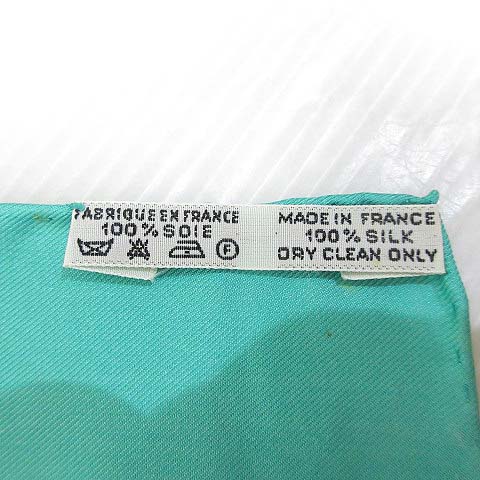 FABRIQUE EN FRANCE
100% SOIE
F
MADE IN FRANCE
100% SILK
DRY CLEAN ONLY